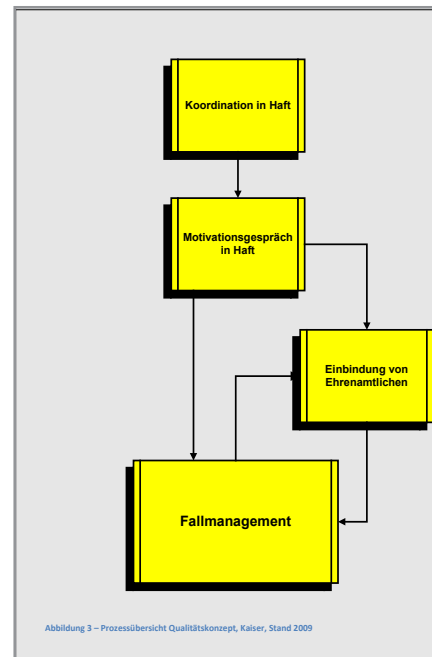 Koordination in Haft
Motivationsgespräch
in Haft
Einbindung von
Ehrenamtlichen
Fallmanagement
Abbildung 3 – Prozessübersicht Qualitätskonzept, Kaiser, Stand 2009